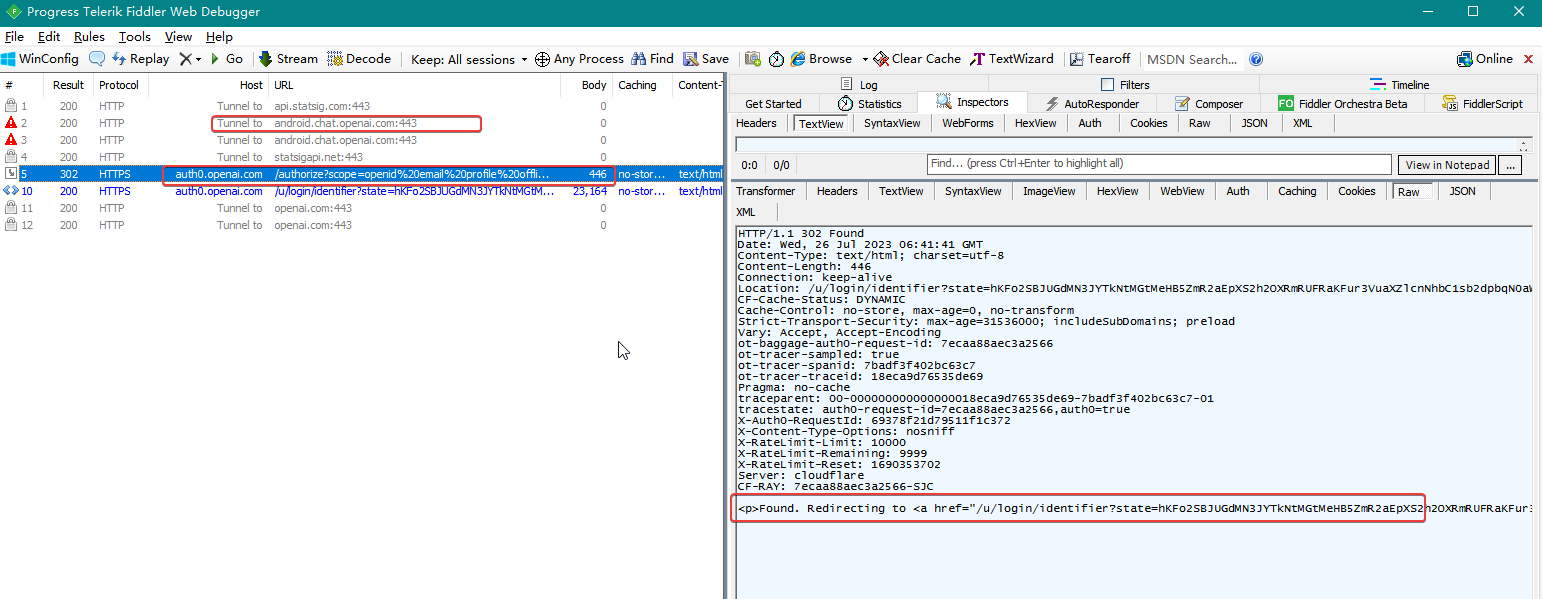 Progress Telerik Fiddler Web Debugger
File Edit Rules Tools View Help
WinConfig Replay Go Stream Decode Keep: All sessions Any Process Find Save Browse Clear Cache TextWizard Tearoff MSDN Search... Online
# Result Protocol Host URL Body Caching Content-T
1 200 HTTP Tunnel to api.statsig.com:443 0
2 200 HTTP Tunnel to android.chat.openai.com:443 0
3 200 HTTP Tunnel to android.chat.openai.com:443 0
4 200 HTTP Tunnel to statsigapi.net:443 0
5 302 HTTPS auth0.openai.com /authorize?scope=openid%20email%20profile%20offli... 446 no-stor... text/html
10 200 HTTPS auth0.openai.com /u/login/identifier?state=hKFo2SBJUGdMN3JYTkNtMGtM... 23,164 no-stor... text/html
11 200 HTTP Tunnel to openai.com:443 0
12 200 HTTP Tunnel to openai.com:443 0
Log Filters Timeline
Get Started Statistics Inspectors AutoResponder Composer FO Fiddler Orchestra Beta FiddlerScript
Headers TextView SyntaxView WebForms HexView Auth Cookies Raw JSON XML
0:0 0/0 Find... (press Ctrl+Enter to highlight all) View in Notepad ...
Transformer Headers TextView SyntaxView ImageView HexView WebView Auth Caching Cookies Raw JSON
XML
HTTP/1.1 302 Found
Date: Wed, 26 Jul 2023 06:41:41 GMT
Content-Type: text/html; charset=utf-8
Content-Length: 446
Connection: keep-alive
Location: /u/login/identifier?state=hKFo2SBJUGdMN3JYTkNtMGtMeHB5ZmR2aEpXS2h2OXRmRUFRaKFur3VuaXZlcnNhbC1sb2dpbqNOaW
CF-Cache-Status: DYNAMIC
Cache-Control: no-store, max-age=0, no-transform
Strict-Transport-Security: max-age=31536000; includeSubDomains; preload
Vary: Accept, Accept-Encoding
ot-baggage-auth0-request-id: 7ecaa88aec3a2566
ot-tracer-sampled: true
ot-tracer-spanid: 7badf3f402bc63c7
ot-tracer-traceid: 18eca9d76535de69
Pragma: no-cache
traceparent: 00-000000000000000018eca9d76535de69-7badf3f402bc63c7-01
tracestate: auth0-request-id=7ecaa88aec3a2566,auth0=true
X-Auth0-RequestId: 69378f21d79511f1c372
X-Content-Type-Options: nosniff
X-RateLimit-Limit: 10000
X-RateLimit-Remaining: 9999
X-RateLimit-Reset: 1690353702
Server: cloudflare
CF-RAY: 7ecaa88aec3a2566-SJC
<p>Found. Redirecting to <a href="/u/login/identifier?state=hKFo2SBJUGdMN3JYTkNtMGtMeHB5ZmR2aEpXS2h2OXRmRUFRaKFur3